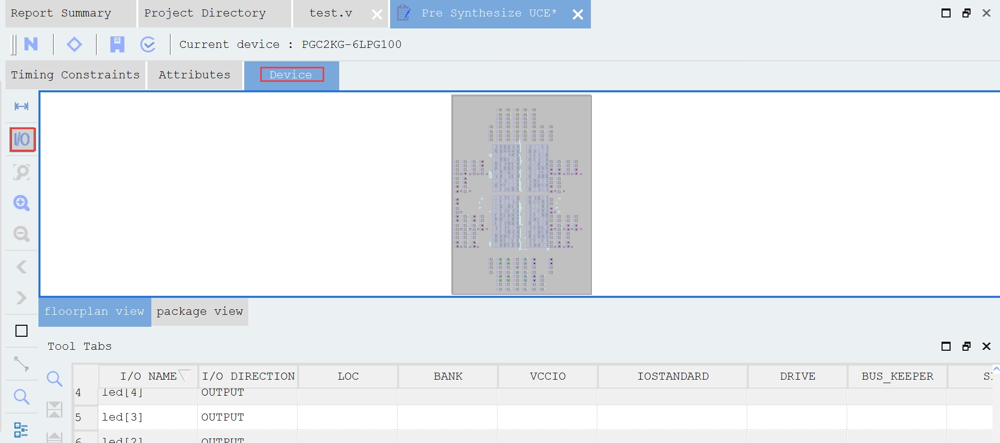 Report Summary Project Directory test.v Pre Synthesize UCE*
N Current device : PGC2KG-6LPG100
Timing Constraints Attributes Device
I/O
floorplan view package view
Tool Tabs
I/O NAME I/O DIRECTION LOC BANK VCCIO IOSTANDARD DRIVE BUS_KEEPER
4 led[4] OUTPUT
5 led[3] OUTPUT
6 led[2] OUTPUT